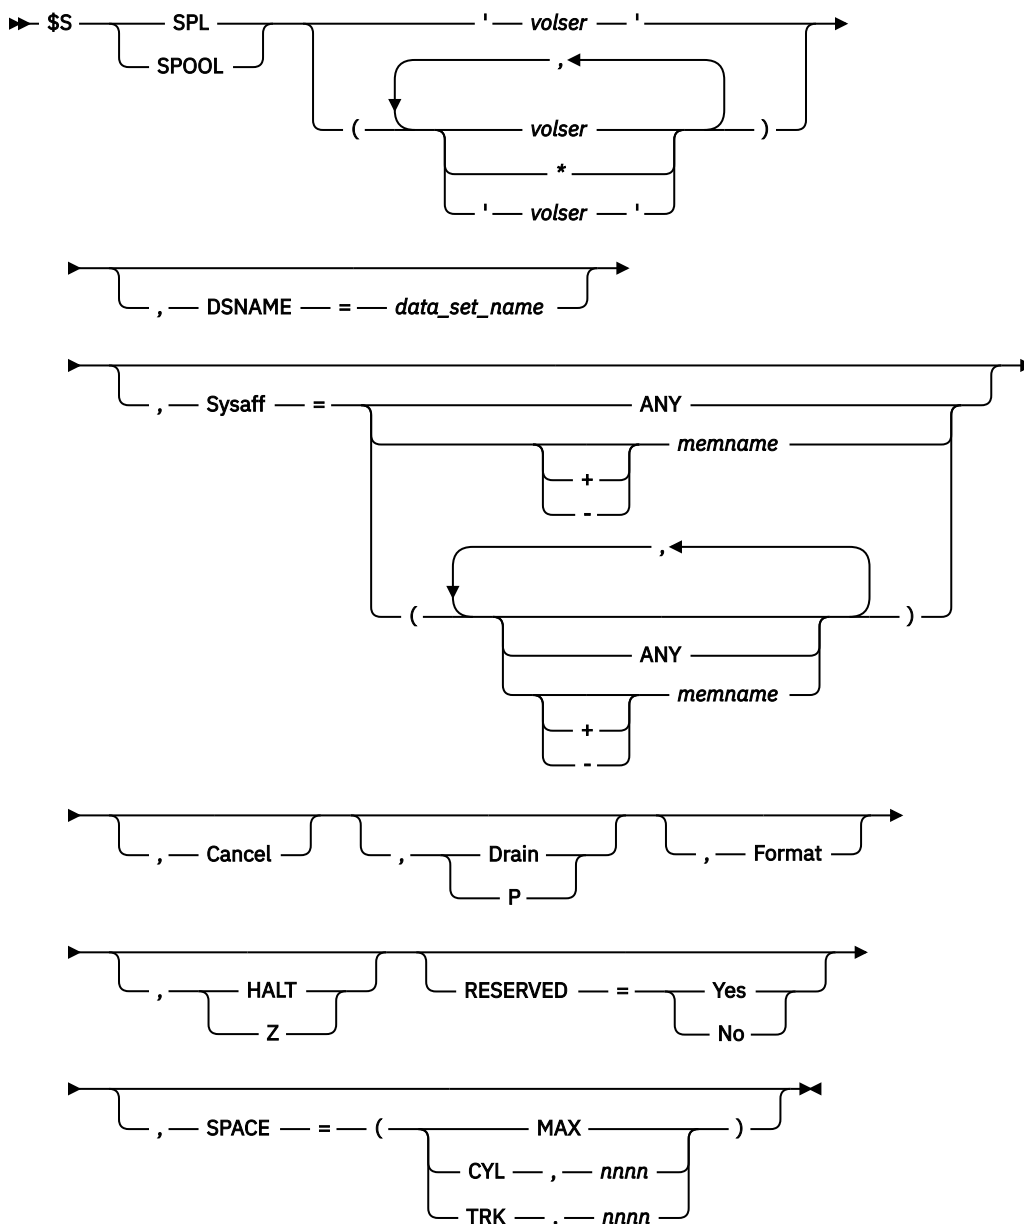 $S SPL ' volser '
SPOOL
,
( volser )
*
' volser '
, DSNAME = data_set_name
, Sysaff = ANY
memname
+
-
,
( )
ANY
memname
+
-
, Cancel , Drain , Format
P
, HALT RESERVED = Yes
Z No
, SPACE = ( MAX )
CYL , nnnn
TRK , nnnn